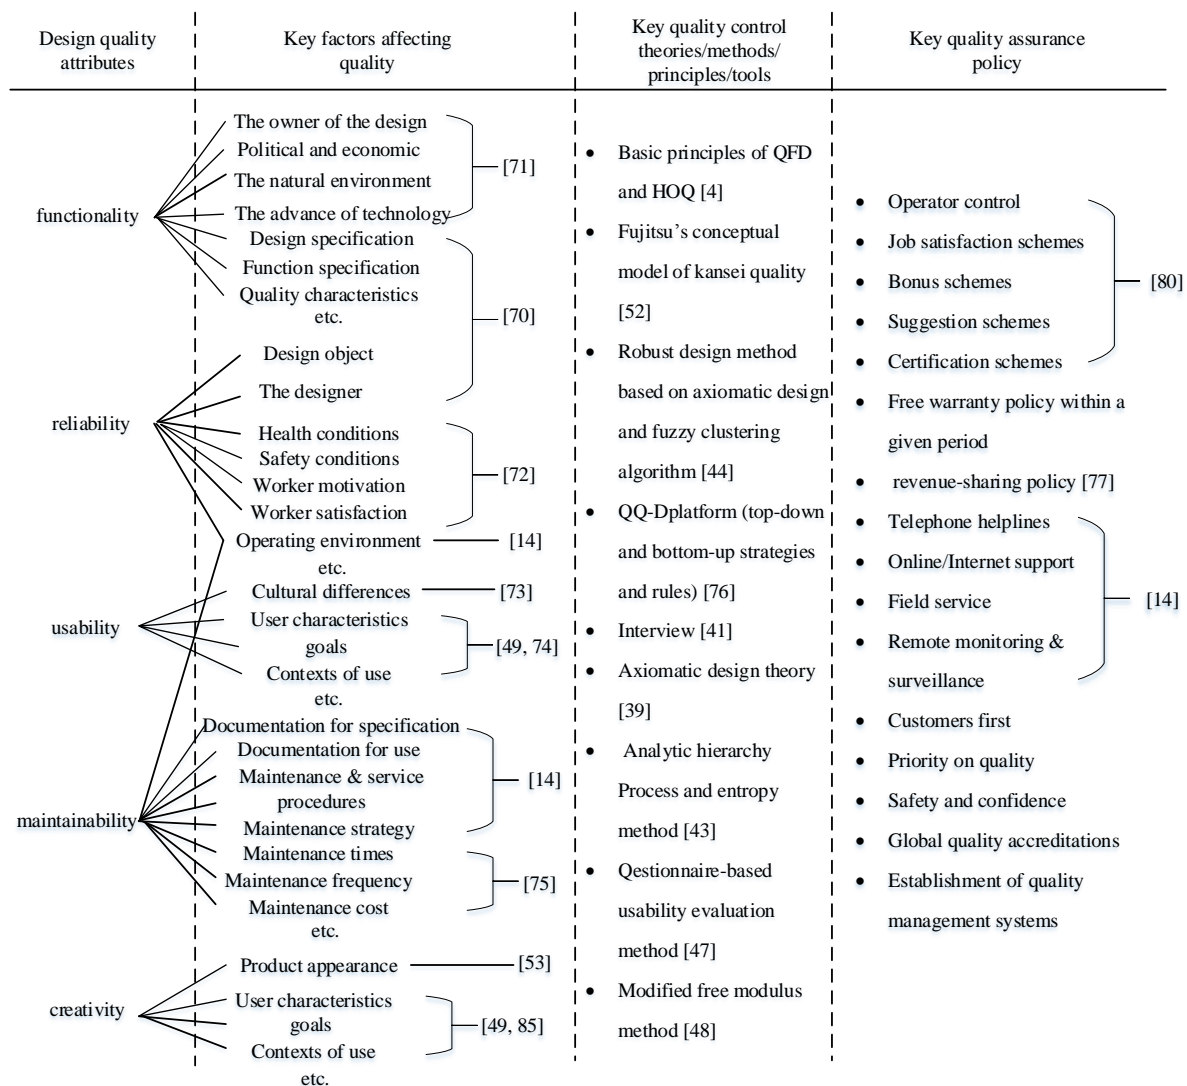 Design quality
attributes
Key factors affecting
quality
Key quality control
theories/methods/
principles/tools
Key quality assurance
policy
functionality
reliability
usability
maintainability
creativity
The owner of the design
Political and economic
The natural environment
The advance of technology
[71]
Design specification
Function specification
Quality characteristics
etc.
Design object
The designer
[70]
Health conditions
Safety conditions
Worker motivation
Worker satisfaction
[72]
Operating environment
[14]
etc.
Cultural differences
[73]
User characteristics
goals
Contexts of use
[49, 74]
etc.
Documentation for specification
Documentation for use
Maintenance & service
procedures
Maintenance strategy
[14]
Maintenance times
Maintenance frequency
Maintenance cost
[75]
etc.
Product appearance
[53]
User characteristics
goals
Contexts of use
[49, 85]
etc.
• Basic principles of QFD
and HOQ [4]
• Fujitsu’s conceptual
model of kansei quality
[52]
• Robust design method
based on axiomatic design
and fuzzy clustering
algorithm [44]
• QQ-Dplatform (top-down
and bottom-up strategies
and rules) [76]
• Interview [41]
• Axiomatic design theory
[39]
• Analytic hierarchy
Process and entropy
method [43]
• Qestionnaire-based
usability evaluation
method [47]
• Modified free modulus
method [48]
• Operator control
• Job satisfaction schemes
• Bonus schemes
• Suggestion schemes
• Certification schemes
[80]
• Free warranty policy within a
given period
• revenue-sharing policy [77]
• Telephone helplines
• Online/Internet support
• Field service
• Remote monitoring &
surveillance
[14]
• Customers first
• Priority on quality
• Safety and confidence
• Global quality accreditations
• Establishment of quality
management systems